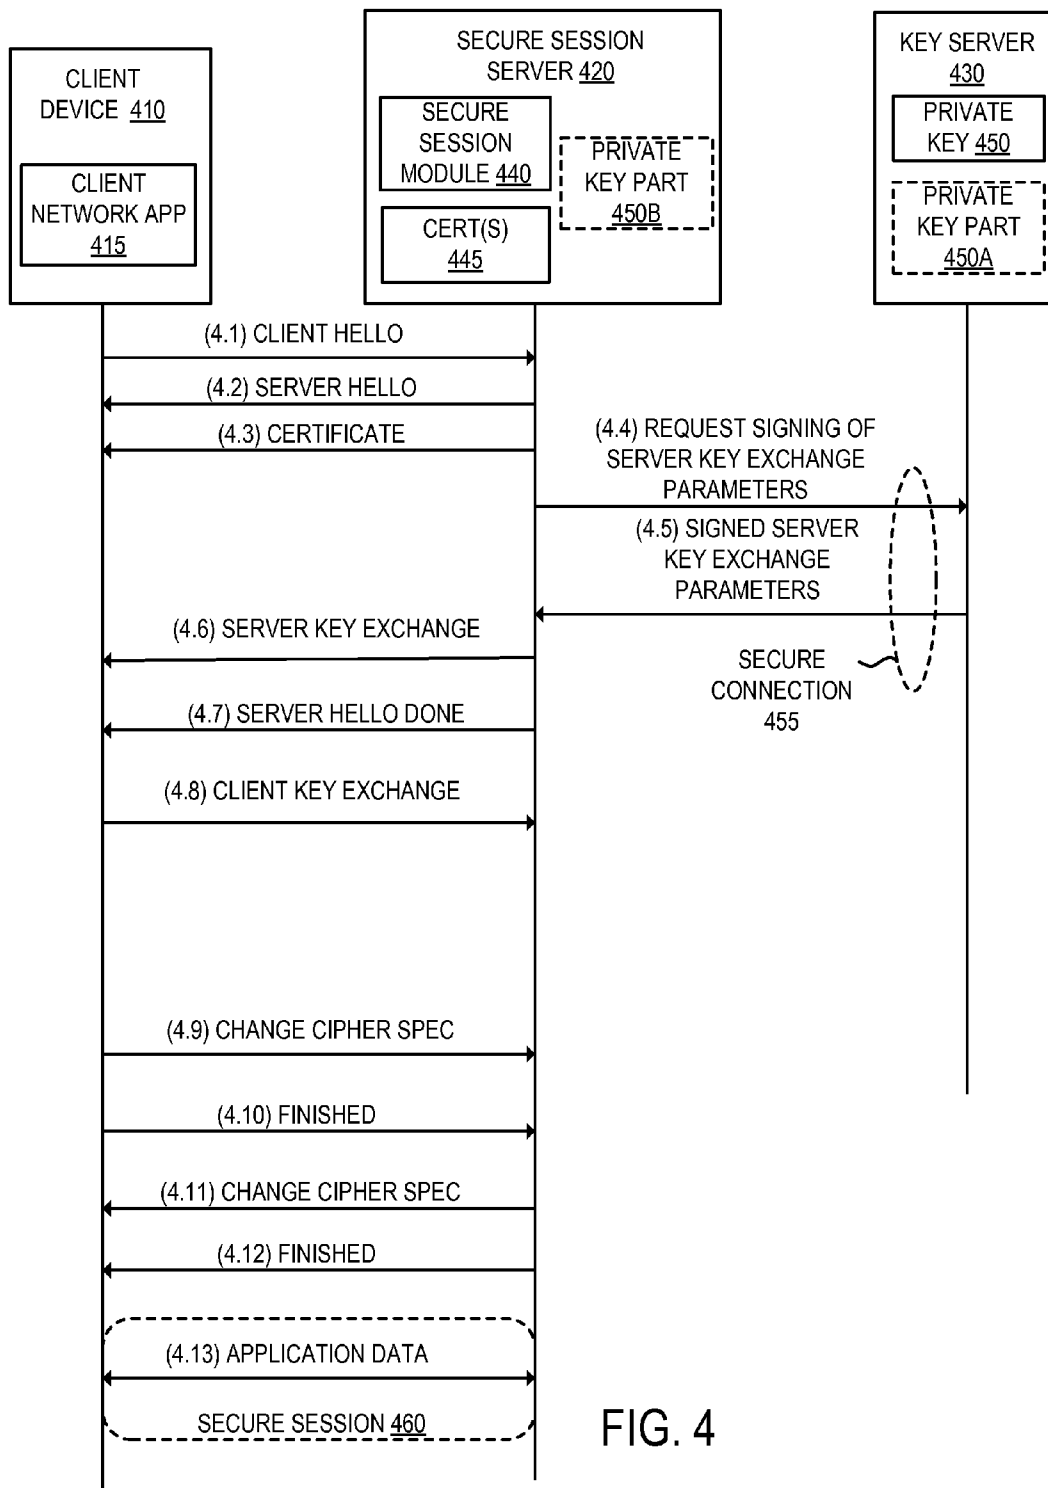 CLIENT
DEVICE 410
CLIENT
NETWORK APP
415
SECURE SESSION
SERVER 420
SECURE
SESSION
MODULE 440
PRIVATE
KEY PART
450B
CERT(S)
445
KEY SERVER
430
PRIVATE
KEY 450
PRIVATE
KEY PART
450A
(4.1) CLIENT HELLO
(4.2) SERVER HELLO
(4.3) CERTIFICATE
(4.4) REQUEST SIGNING OF
SERVER KEY EXCHANGE
PARAMETERS
(4.5) SIGNED SERVER
KEY EXCHANGE
PARAMETERS
(4.6) SERVER KEY EXCHANGE
SECURE
CONNECTION
455
(4.7) SERVER HELLO DONE
(4.8) CLIENT KEY EXCHANGE
(4.9) CHANGE CIPHER SPEC
(4.10) FINISHED
(4.11) CHANGE CIPHER SPEC
(4.12) FINISHED
(4.13) APPLICATION DATA
SECURE SESSION 460
FIG. 4